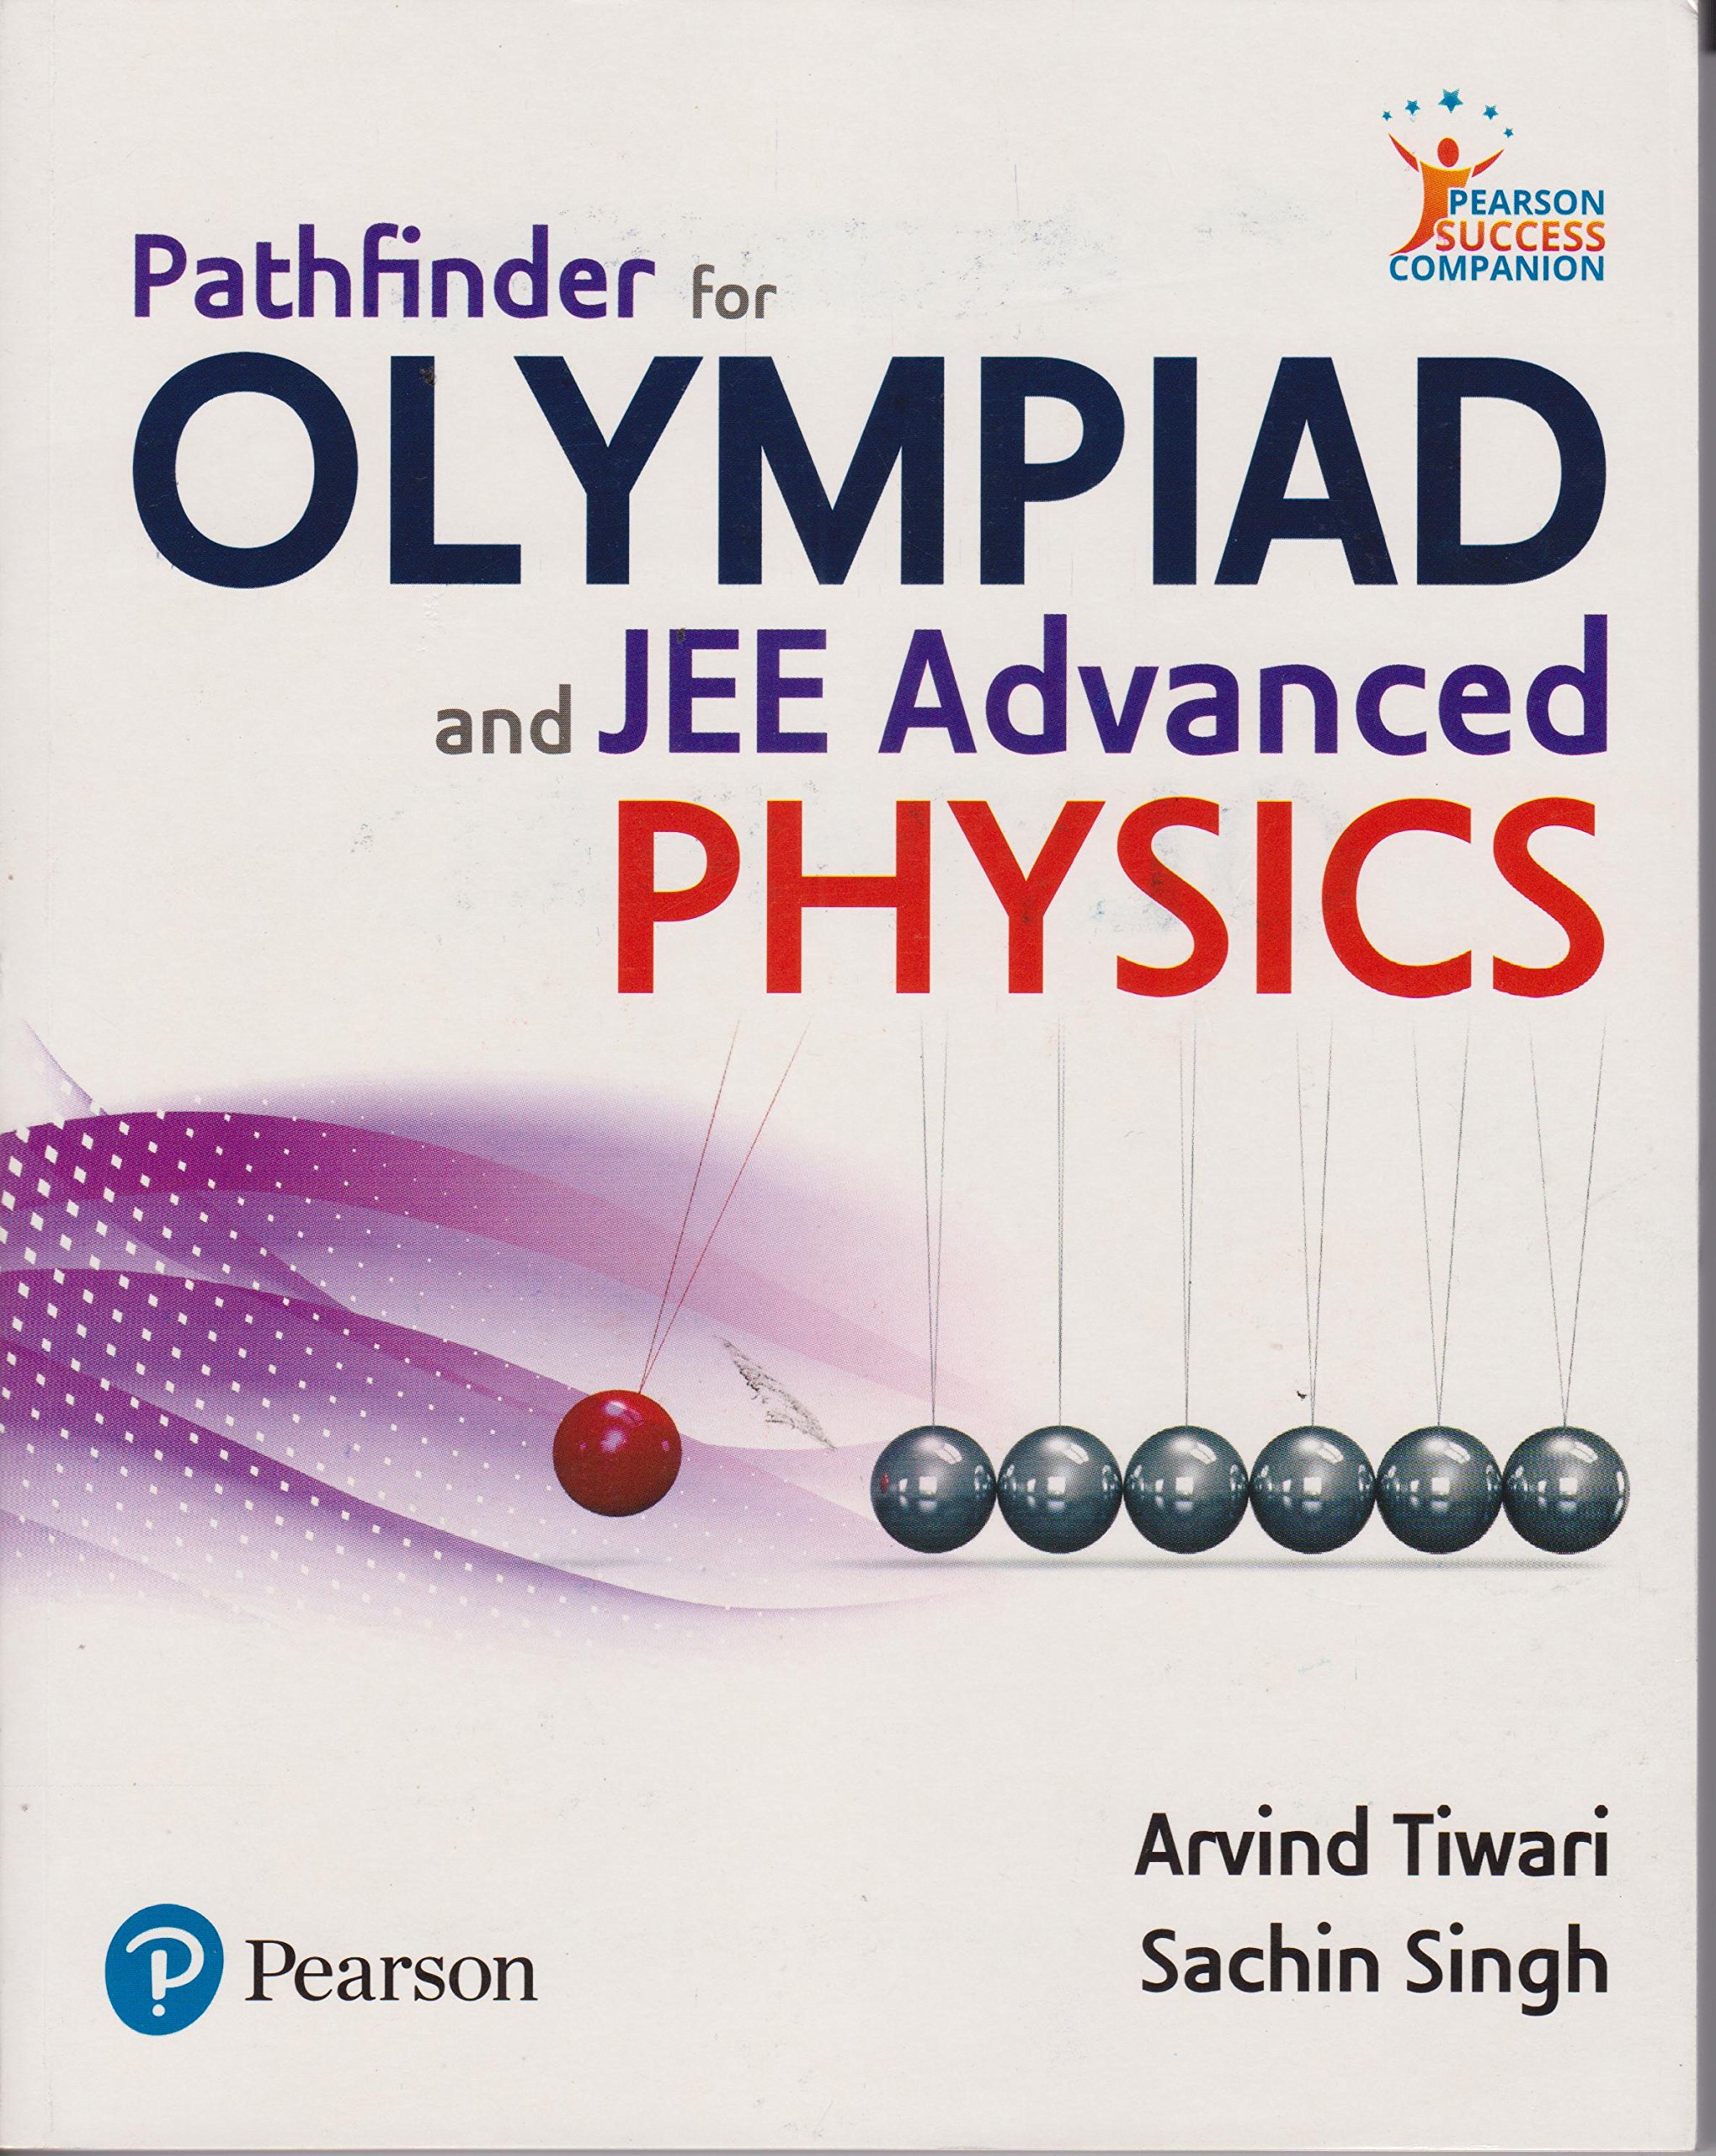 PEARSON
SUCCESS
COMPANION
Pathfinder for
OLYMPIAD
and JEE Advanced
PHYSICS
Arvind Tiwari
Sachin Singh
Pearson